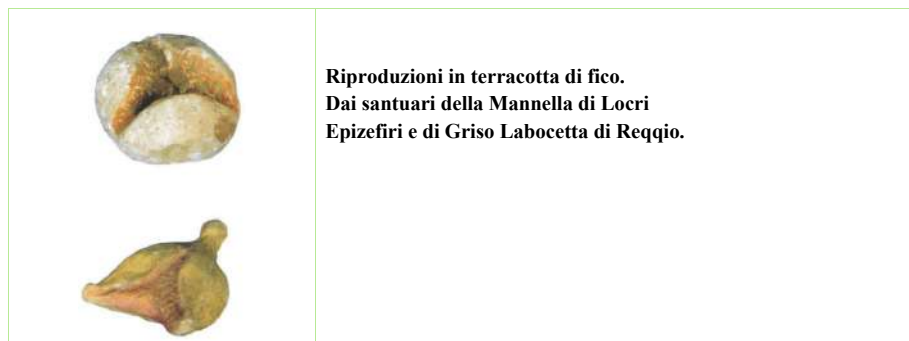 Riproduzioni in terracotta di fico.
Dai santuari della Mannella di Locri
Epizefiri e di Griso Labocetta di Reqqio.